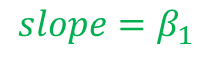 slope = β₁